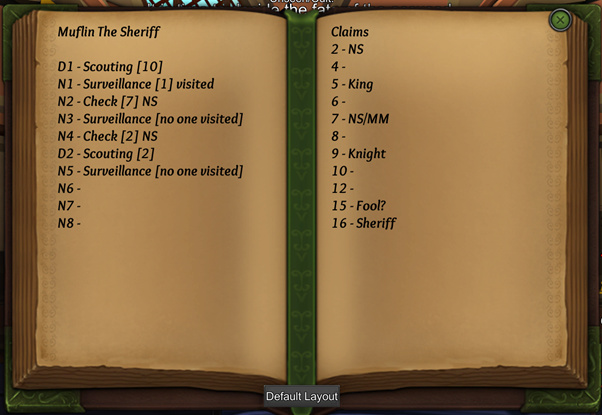 Muflin The Sheriff
D1 - Scouting [10]
N1 - Surveillance [1] visited
N2 - Check [7] NS
N3 - Surveillance [no one visited]
N4 - Check [2] NS
D2 - Scouting [2]
N5 - Surveillance [no one visited]
N6 -
N7 -
N8 -
Claims
2 - NS
4 -
5 - King
6 -
7 - NS/MM
8 -
9 - Knight
10 -
12 -
15 - Fool?
16 - Sheriff
Default Layout